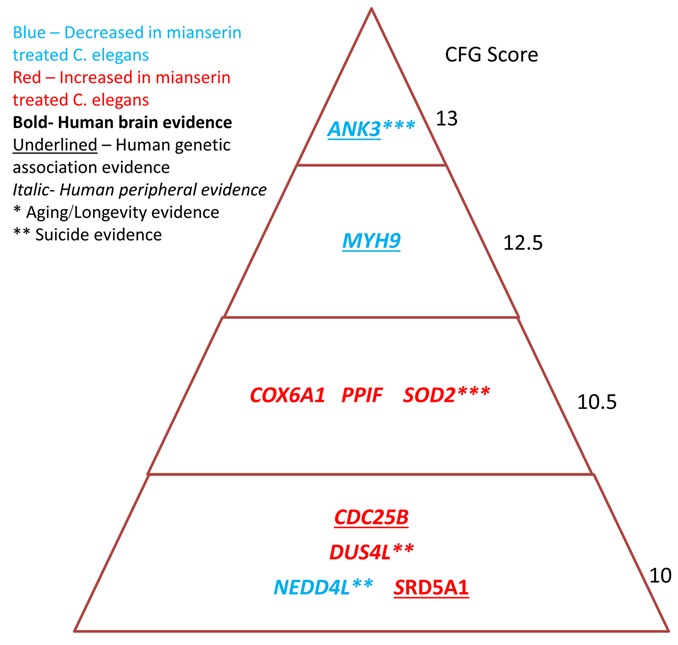 Blue – Decreased in mianserin
treated C. elegans
Red – Increased in mianserin
treated C. elegans
Bold- Human brain evidence
Underlined – Human genetic
association evidence
Italic- Human peripheral evidence
* Aging/Longevity evidence
** Suicide evidence
CFG Score
ANK3***
13
MYH9
12.5
COX6A1 PPIF SOD2***
10.5
CDC25B
DUS4L**
NEDD4L** SRD5A1
10